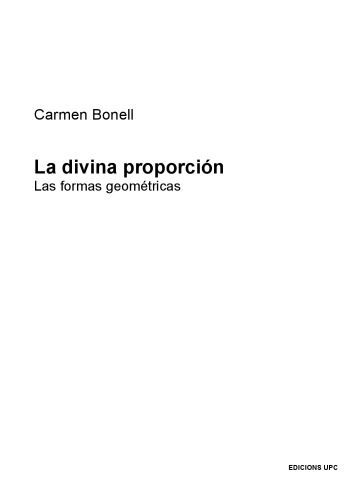 Carmen Bonell
La divina proporción
Las formas geométricas
EDICIONS UPC